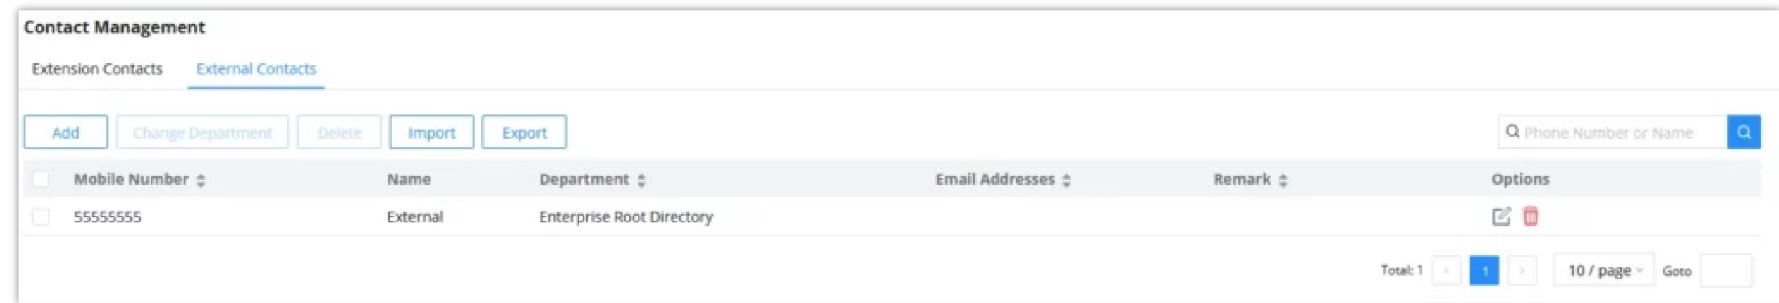 Contact Management
Extension Contacts External Contacts
Add Change Department Delete Import Export Phone Number or Name
Mobile Number Name Department Email Addresses Remark Options
55555555 External Enterprise Root Directory
Total: 1 < 1 > 10 / page Goto